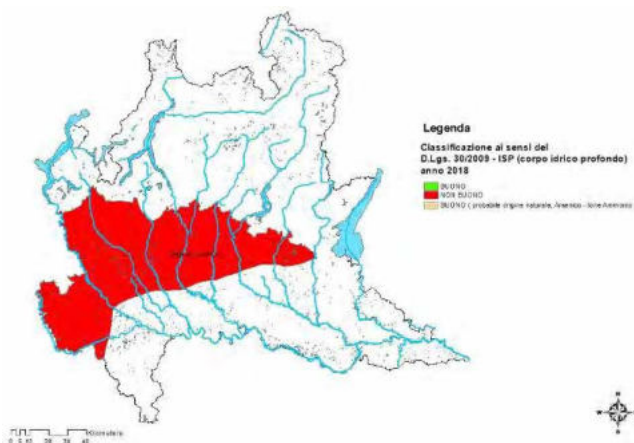 Legenda
Classificazione ai sensi del
D.Lgs. 30/2009 - ISP (corpo idrico profondo)
anno 2018
BUONO
NON BUONO
BUONO ( probabile origine naturale, Arsenico - Ione Ammonio